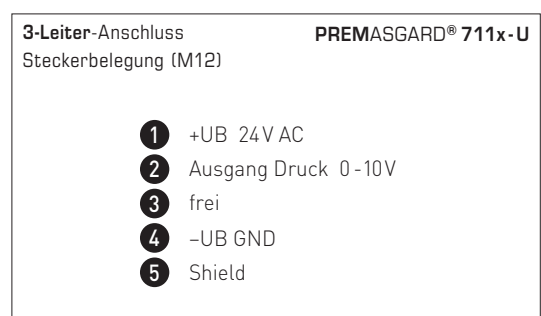 3-Leiter-Anschluss PREMASGARD® 711x-U
Steckerbelegung (M12)
1 +UB 24V AC
2 Ausgang Druck 0-10V
3 frei
4 –UB GND
5 Shield